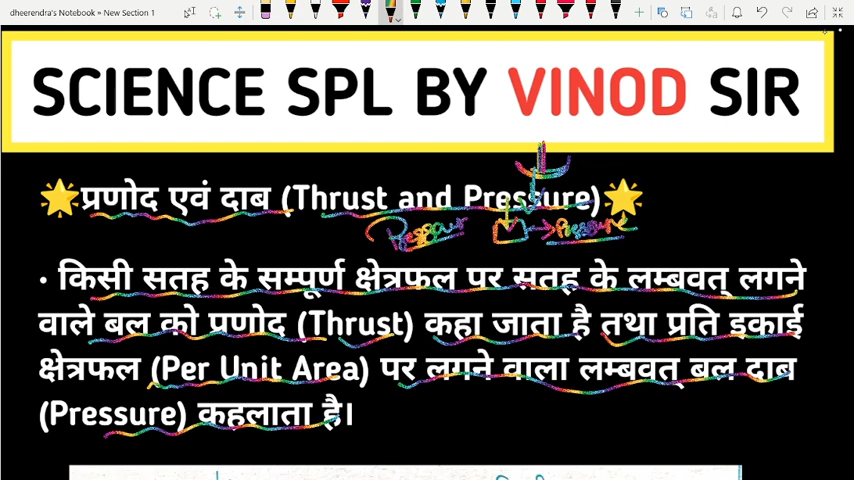 dheerendra's Notebook » New Section 1
SCIENCE SPL BY VINOD SIR
🌟प्रणोद एवं दाब (Thrust and Pressure)🌟
Pressure
· किसी सतह के सम्पूर्ण क्षेत्रफल पर सतह के लम्बवत् लगने
वाले बल को प्रणोद (Thrust) कहा जाता है तथा प्रति इकाई
क्षेत्रफल (Per Unit Area) पर लगने वाला लम्बवत् बल दाब
(Pressure) कहलाता है।